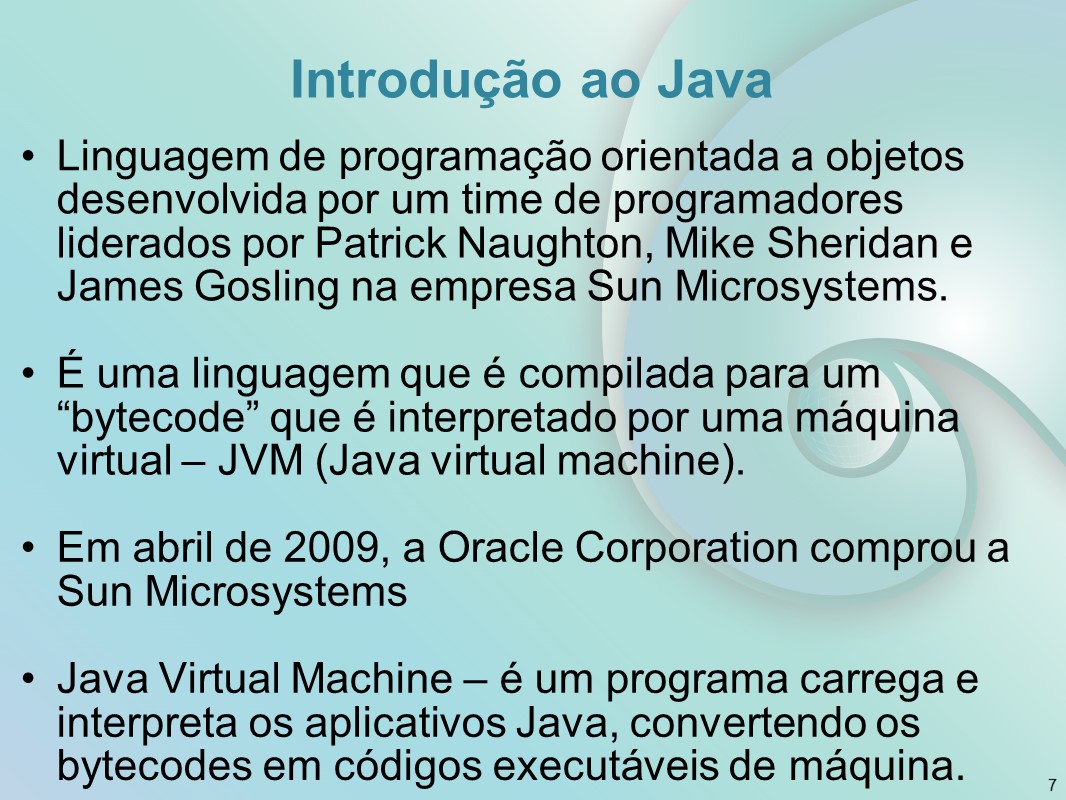 Introdução ao Java
• Linguagem de programação orientada a objetos
desenvolvida por um time de programadores
liderados por Patrick Naughton, Mike Sheridan e
James Gosling na empresa Sun Microsystems.
• É uma linguagem que é compilada para um
“bytecode” que é interpretado por uma máquina
virtual – JVM (Java virtual machine).
• Em abril de 2009, a Oracle Corporation comprou a
Sun Microsystems
• Java Virtual Machine – é um programa carrega e
interpreta os aplicativos Java, convertendo os
bytecodes em códigos executáveis de máquina.
7